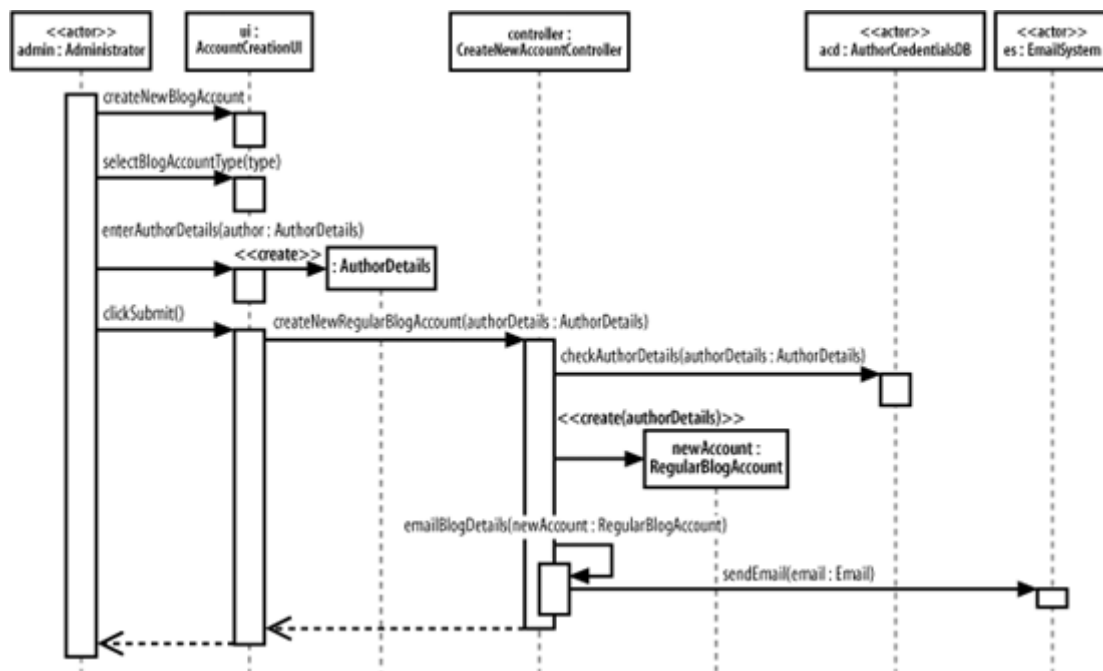 <<actor>>
admin : Administrator
ui :
AccountCreationUI
controller :
CreateNewAccountController
<<actor>>
acd : AuthorCredentialsDB
<<actor>>
es : EmailSystem
createNewBlogAccount
selectBlogAccountType(type)
enterAuthorDetails(author : AuthorDetails)
<<create>>
: AuthorDetails
clickSubmit()
createNewRegularBlogAccount(authorDetails : AuthorDetails)
checkAuthorDetails(authorDetails : AuthorDetails)
<<create(authorDetails)>>
newAccount :
RegularBlogAccount
emailBlogDetails(newAccount : RegularBlogAccount)
sendEmail(email : Email)